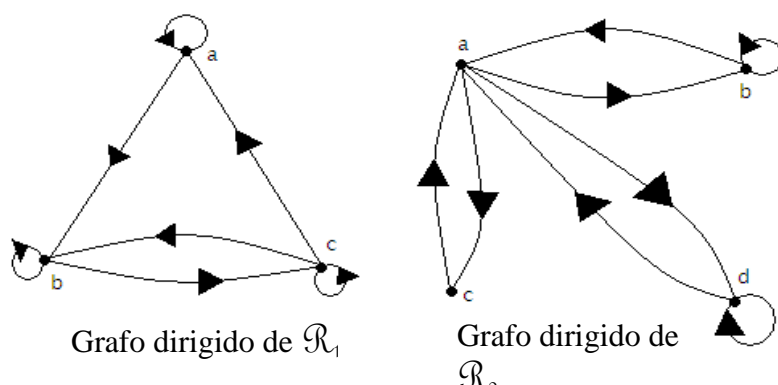 a
b
c
Grafo dirigido de ℛ₁
a
b
c
d
Grafo dirigido de
ℛ₂